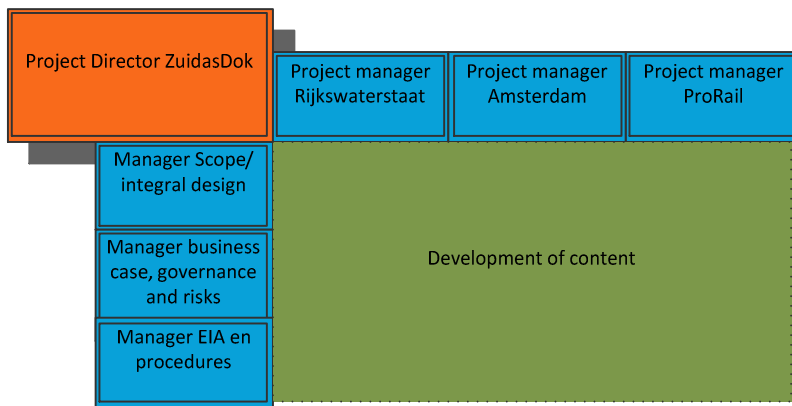 Project Director ZuidasDok
Project manager
Rijkswaterstaat
Project manager
Amsterdam
Project manager
ProRail
Manager Scope/
integral design
Manager business
case, governance
and risks
Manager EIA en
procedures
Development of content